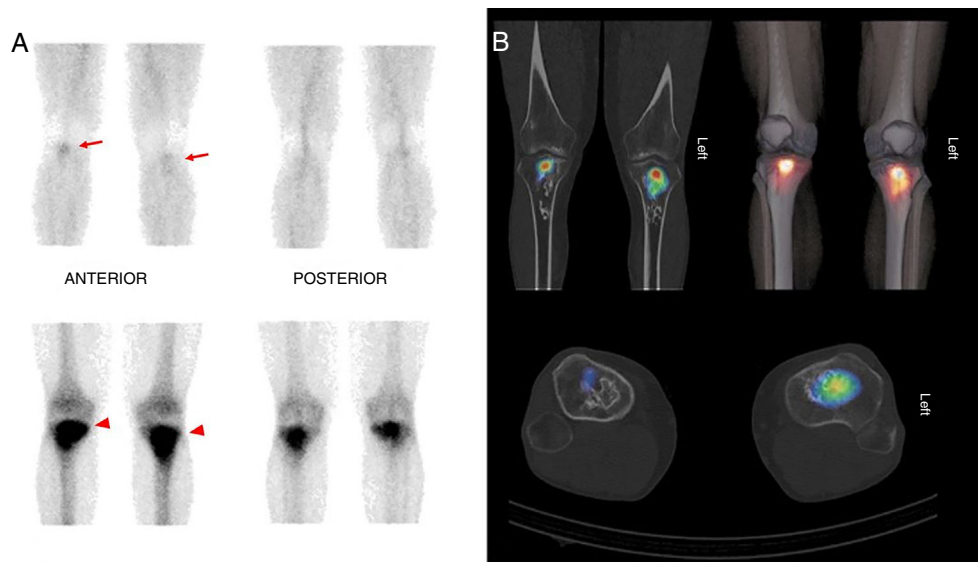 A
ANTERIOR
POSTERIOR
B
Left
Left
Left